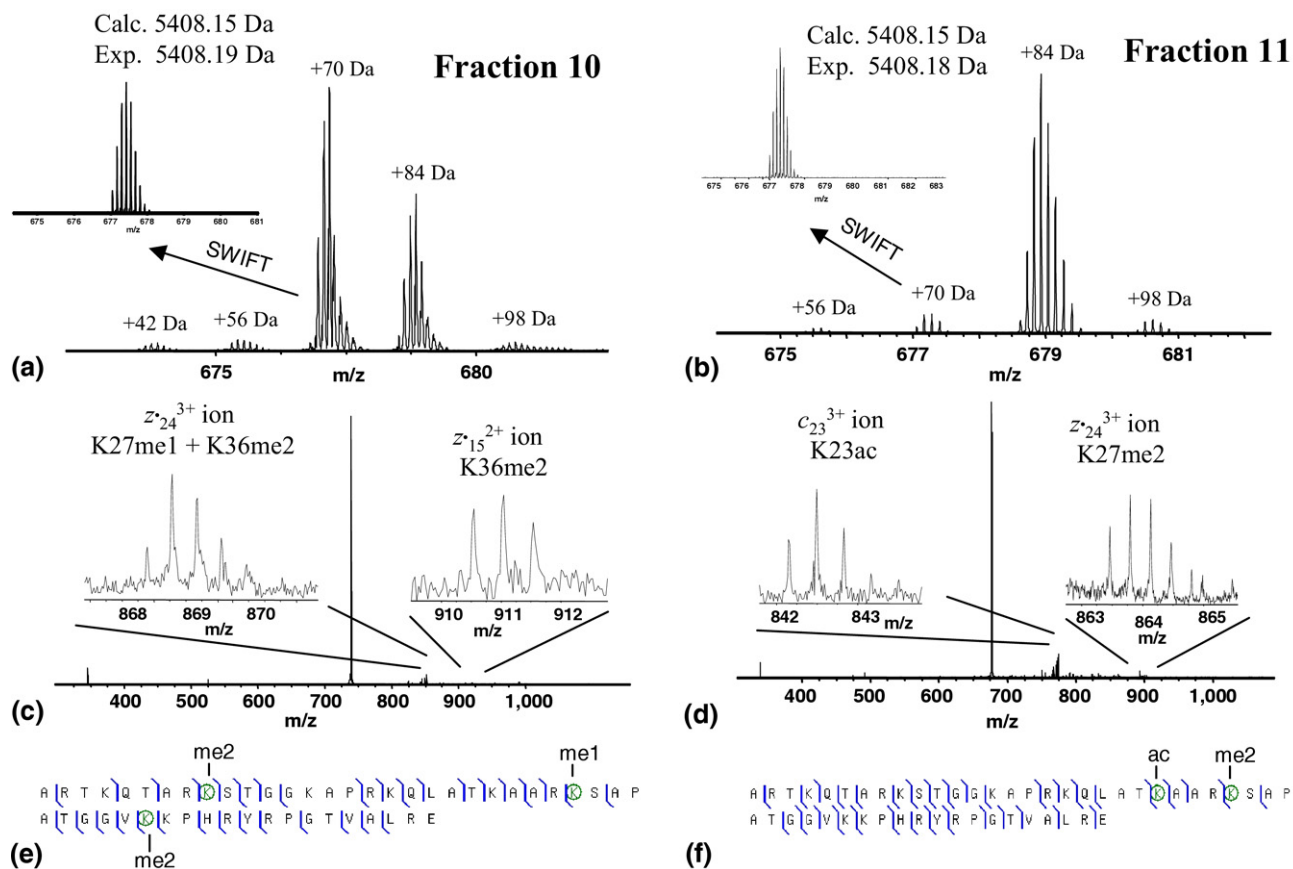 Calc. 5408.15 Da
Exp. 5408.19 Da
Fraction 10
+70 Da
+84 Da
675 676 677 678 679 680 681
m/z
SWIFT
+42 Da
+56 Da
+98 Da
675 680
m/z
(a)
Calc. 5408.15 Da
Exp. 5408.18 Da
Fraction 11
+84 Da
675 676 677 678 679 680 681 682 683
m/z
SWIFT
+56 Da
+70 Da
+98 Da
675 677 679 681
m/z
(b)
z•24 3+ ion
K27me1 + K36me2
z•15 2+ ion
K36me2
868 869 870
m/z
910 911 912
m/z
400 500 600 700 800 900 1,000
m/z
(c)
c23 3+ ion
K23ac
z•24 3+ ion
K27me2
842 843
m/z
863 864 865
m/z
400 500 600 700 800 900 1,000
m/z
(d)
me2
me1
A R T K Q T A R K S T G G K A P R K Q L A T K A A R K S A P
A T G G V K K P H R Y R P G T V A L R E
me2
(e)
ac
me2
A R T K Q T A R K S T G G K A P R K Q L A T K A A R K S A P
A T G G V K K P H R Y R P G T V A L R E
(f)